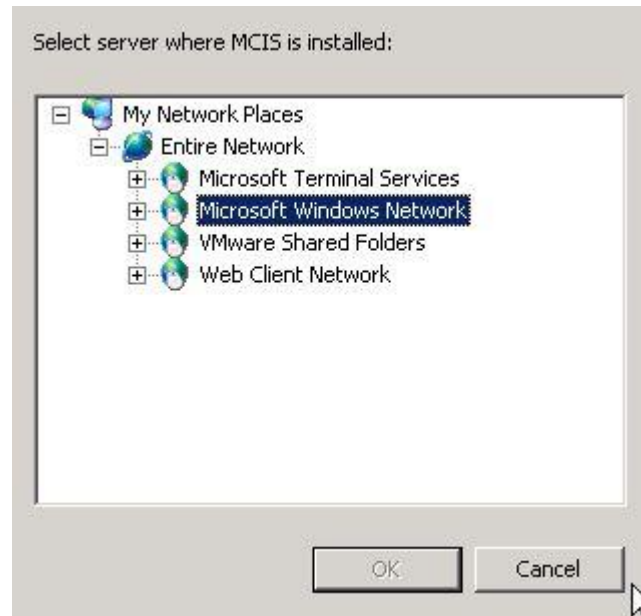 Select server where MCIS is installed:
My Network Places
Entire Network
Microsoft Terminal Services
Microsoft Windows Network
VMware Shared Folders
Web Client Network
OK
Cancel